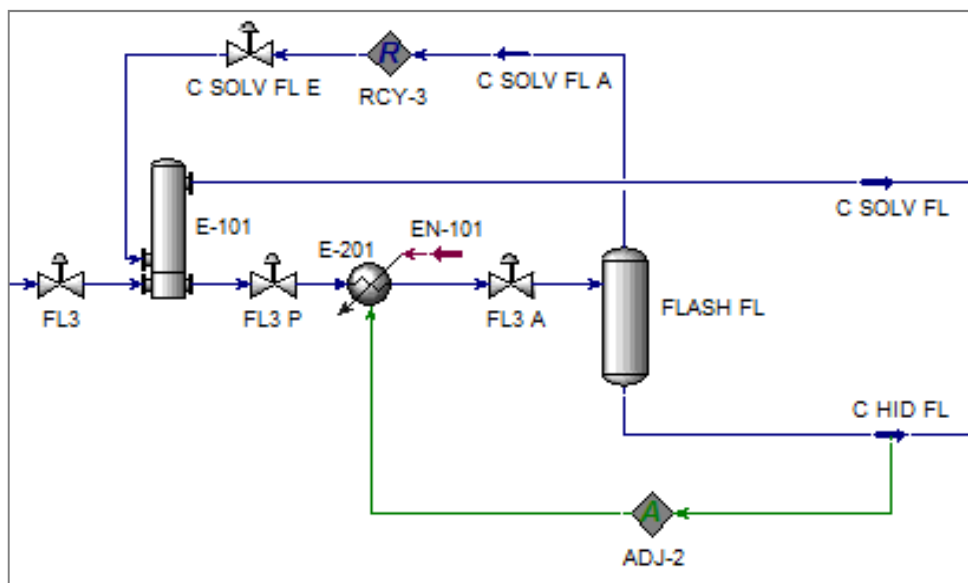 R
C SOLV FL E
RCY-3
C SOLV FL A
C SOLV FL
E-101
E-201
EN-101
FL3
FL3 P
FL3 A
FLASH FL
C HID FL
A
ADJ-2